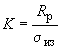 K = Rр / σиз